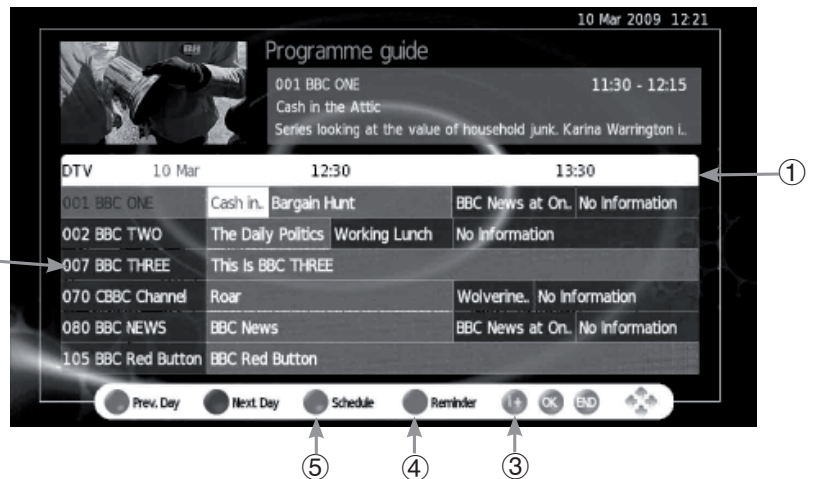 10 Mar 2009 12:21
BH
Programme guide
001 BBC ONE 11:30 - 12:15
Cash in the Attic
Series looking at the value of household junk. Karina Warrington i..
DTV 10 Mar 12:30 13:30
001 BBC ONE Cash in.. Bargain Hunt BBC News at On.. No Information
002 BBC TWO The Daily Politics Working Lunch No Information
007 BBC THREE This Is BBC THREE
070 CBBC Channel Roar Wolverine.. No Information
080 BBC NEWS BBC News BBC News at On.. No Information
105 BBC Red Button BBC Red Button
Prev. Day Next Day Schedule Reminder i+ OK END
①
⑤ ④ ③